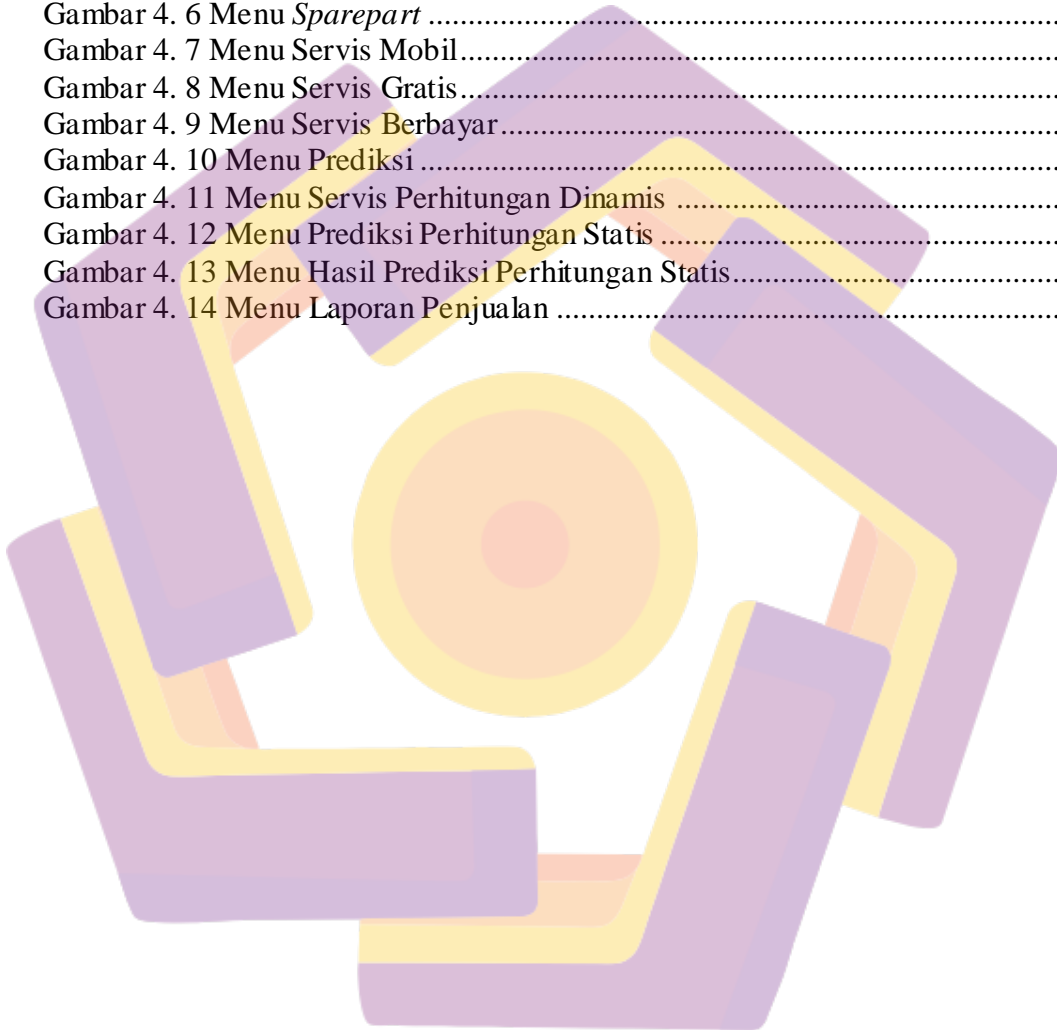 Gambar 4. 6 Menu Sparepart ........................................................................
Gambar 4. 7 Menu Servis Mobil....................................................................
Gambar 4. 8 Menu Servis Gratis....................................................................
Gambar 4. 9 Menu Servis Berbayar...............................................................
Gambar 4. 10 Menu Prediksi .........................................................................
Gambar 4. 11 Menu Servis Perhitungan Dinamis ...........................................
Gambar 4. 12 Menu Prediksi Perhitungan Statis .............................................
Gambar 4. 13 Menu Hasil Prediksi Perhitungan Statis.....................................
Gambar 4. 14 Menu Laporan Penjualan .........................................................